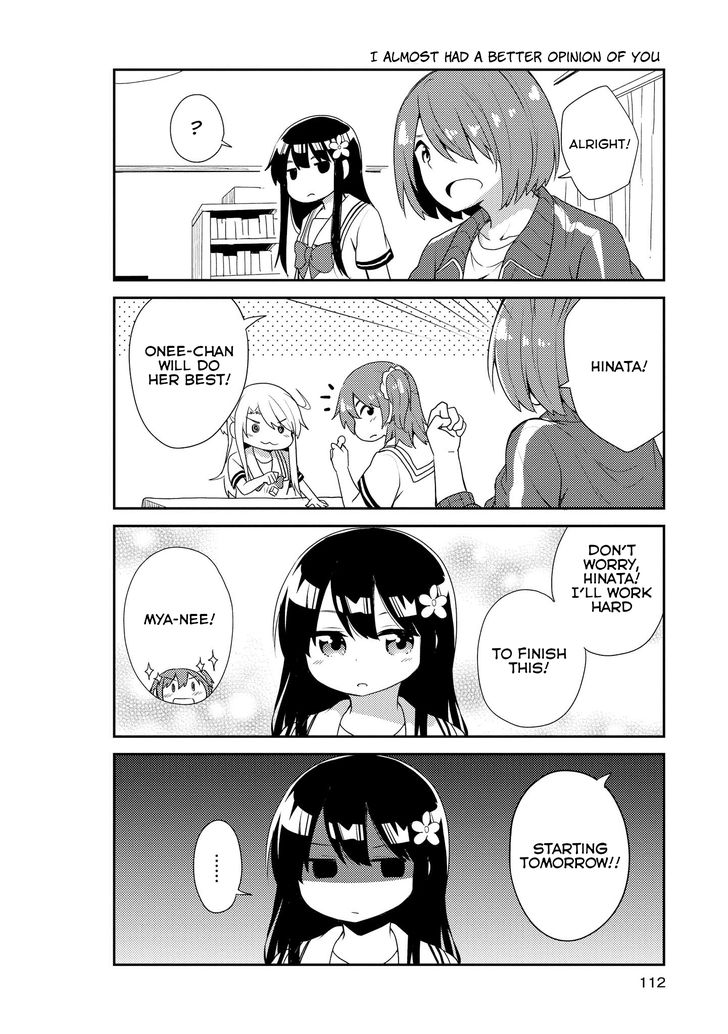 I ALMOST HAD A BETTER OPINION OF YOU
ALRIGHT!
?
HINATA!
ONEE-CHAN
WILL DO
HER BEST!
DON'T
WORRY,
HINATA!
I'LL WORK
HARD
TO FINISH
THIS!
MYA-NEE!
STARTING
TOMORROW!!
......
112